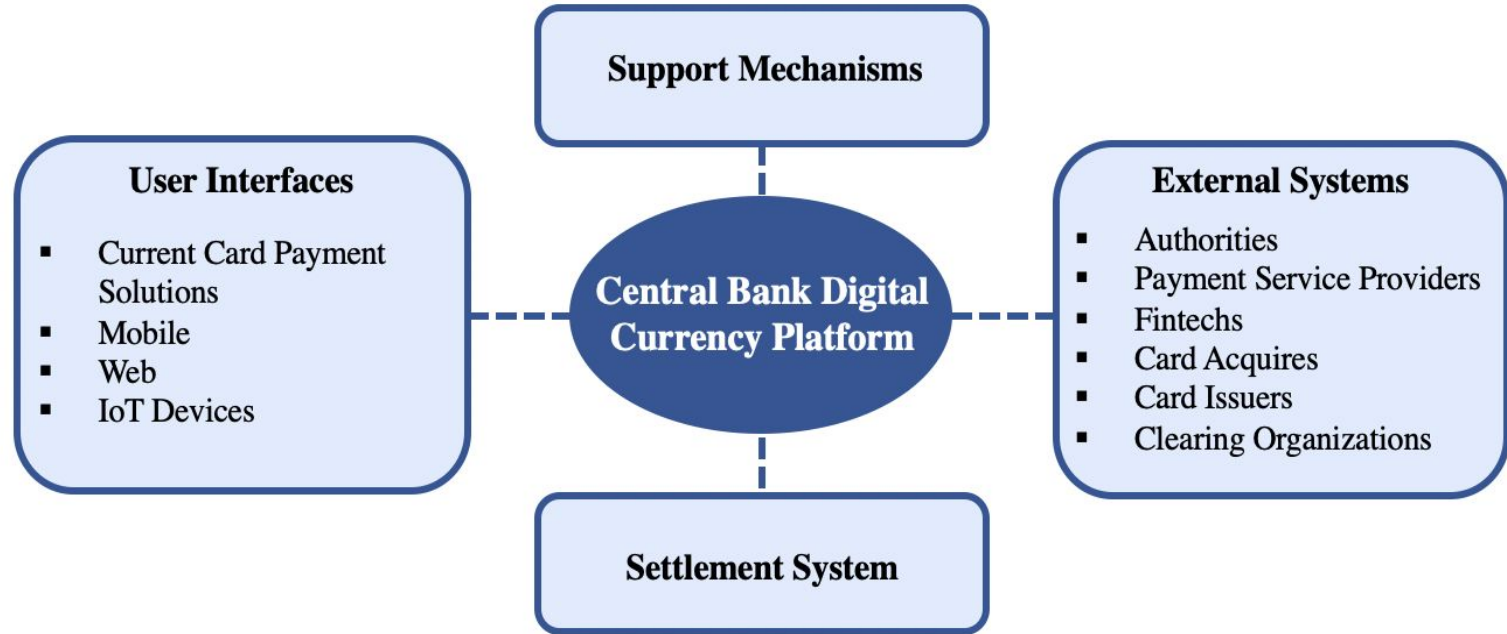 Support Mechanisms
User Interfaces
▪ Current Card Payment
Solutions
▪ Mobile
▪ Web
▪ IoT Devices
Central Bank Digital
Currency Platform
External Systems
▪ Authorities
▪ Payment Service Providers
▪ Fintechs
▪ Card Acquires
▪ Card Issuers
▪ Clearing Organizations
Settlement System